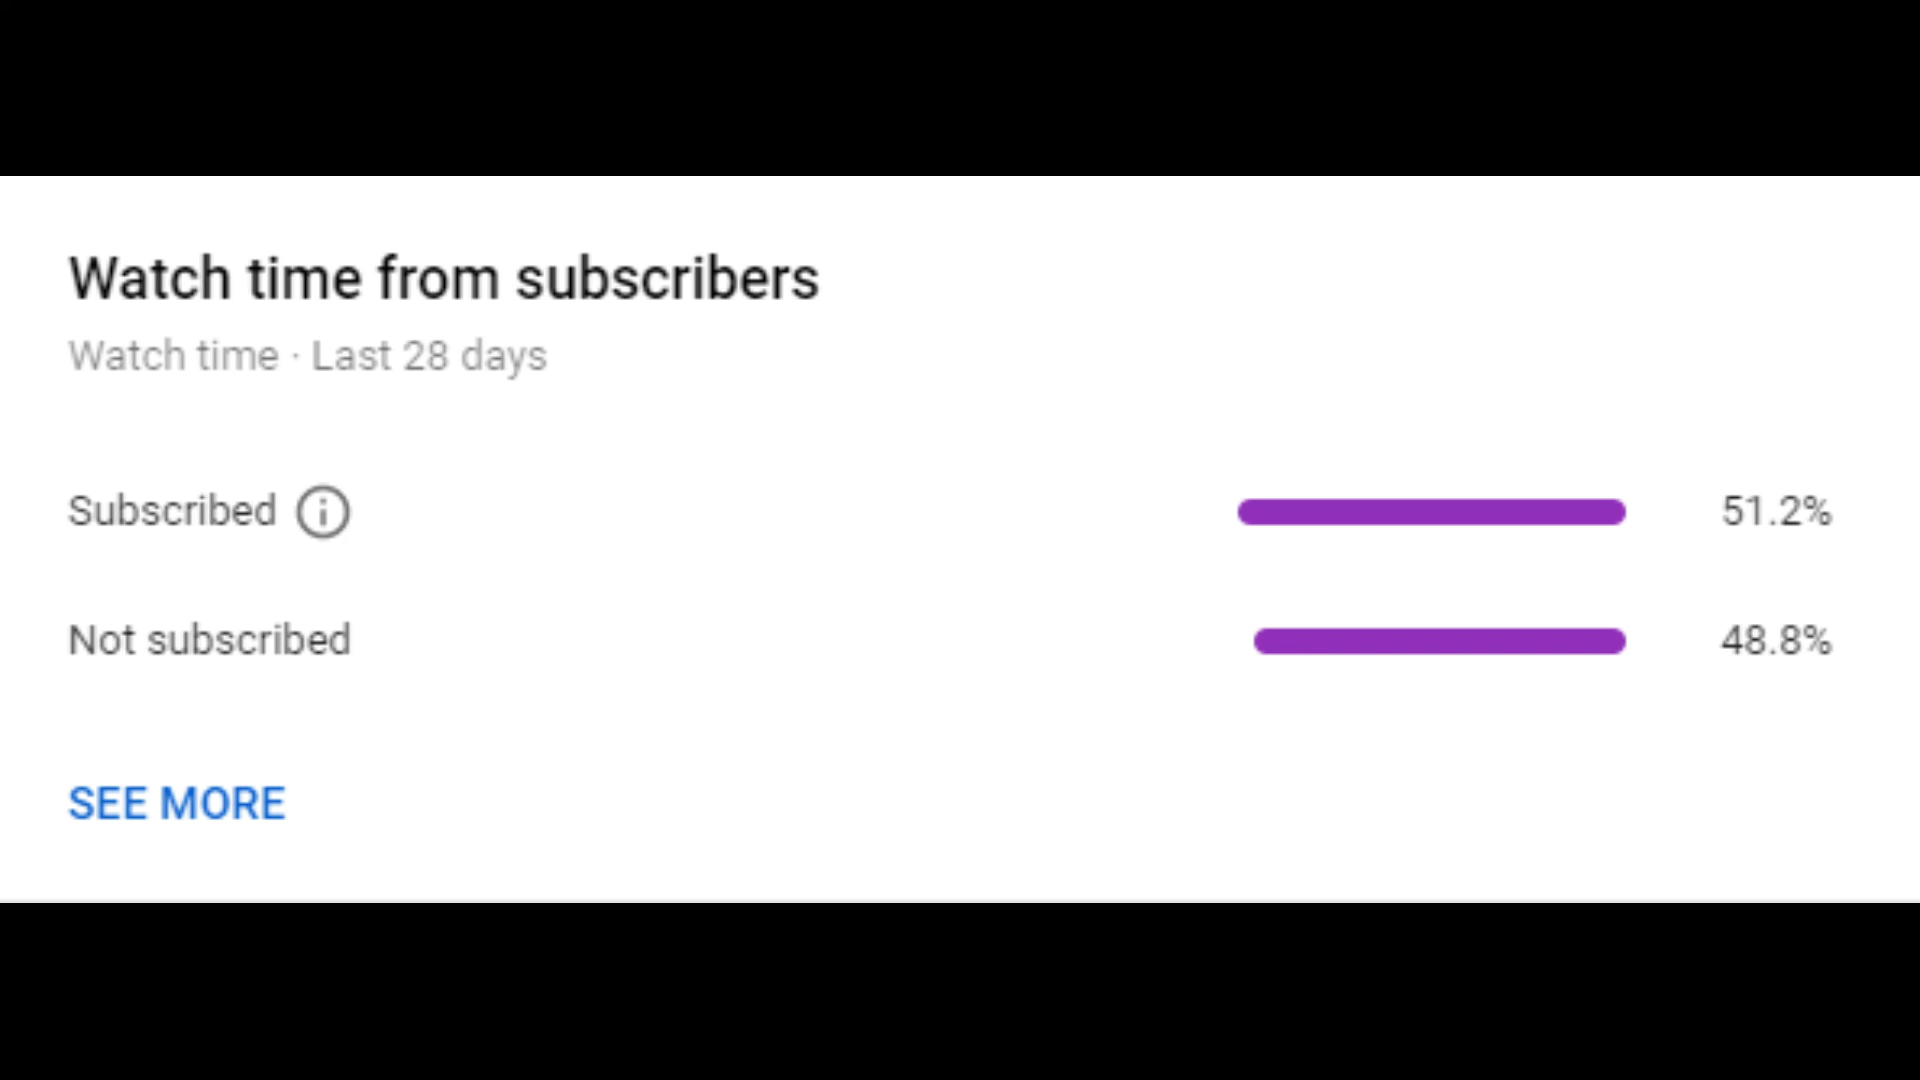 Watch time from subscribers
Watch time · Last 28 days
Subscribed 51.2%
Not subscribed 48.8%
SEE MORE